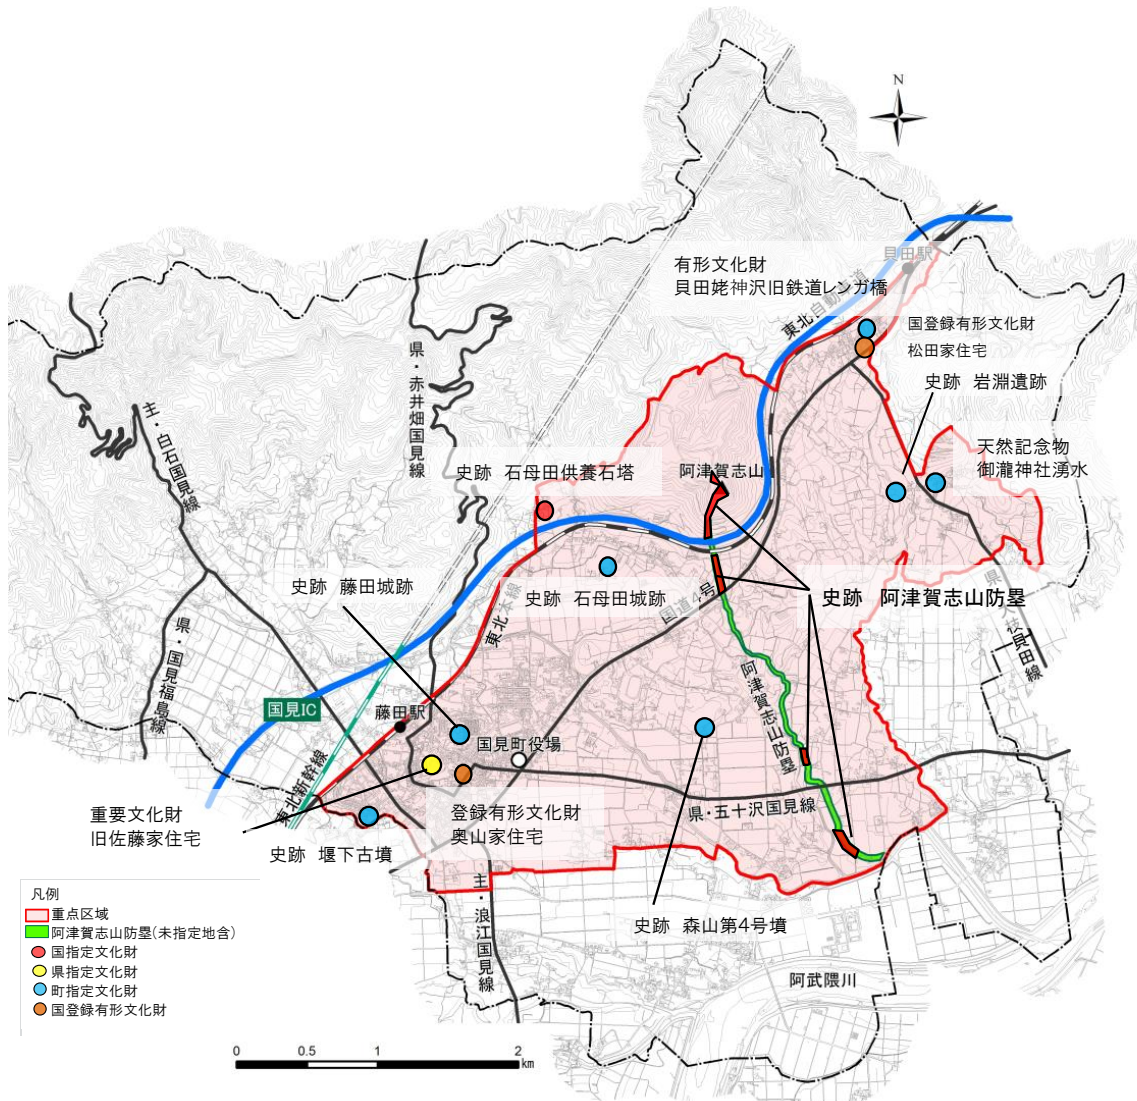 N
貝田駅
有形文化財
貝田姥神沢旧鉄道レンガ橋
東北自動車道
国登録有形文化財
松田家住宅
史跡 岩淵遺跡
天然記念物
御瀧神社湧水
県・赤井畑国見線
主・白石国見線
史跡 石母田供養石塔
阿津賀志山
史跡 藤田城跡
史跡 石母田城跡
国道4号
史跡 阿津賀志山防塁
東北本線
県・国見福島線
貝田線
阿津賀志山防塁
国見IC
藤田駅
国見町役場
東北新幹線
重要文化財
旧佐藤家住宅
登録有形文化財
奥山家住宅
県・五十沢国見線
史跡 堰下古墳
主・浪江国見線
史跡 森山第4号墳
阿武隈川
凡例
重点区域
阿津賀志山防塁(未指定地含)
国指定文化財
県指定文化財
町指定文化財
国登録有形文化財
0 0.5 1 2
km